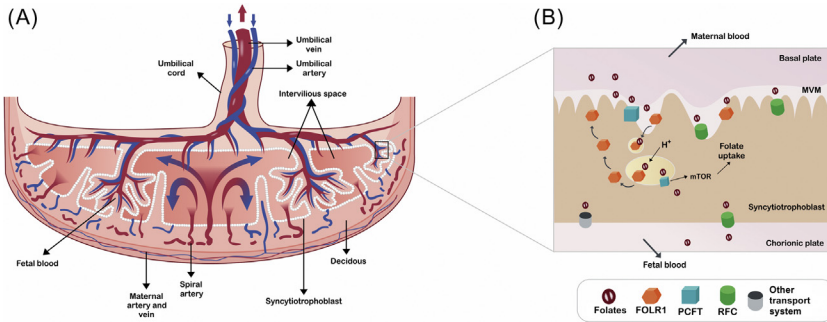 (A)
Umbilical
vein
Umbilical
artery
Umbilical
cord
Intervilious space
Fetal blood
Maternal
artery and
vein
Spiral
artery
Syncytiotrophoblast
Decidous
(B)
Maternal blood
Basal plate
MVM
H+
mTOR
Folate
uptake
Syncytiotrophoblast
Chorionic plate
Fetal blood
Folates
FOLR1
PCFT
RFC
Other
transport
system